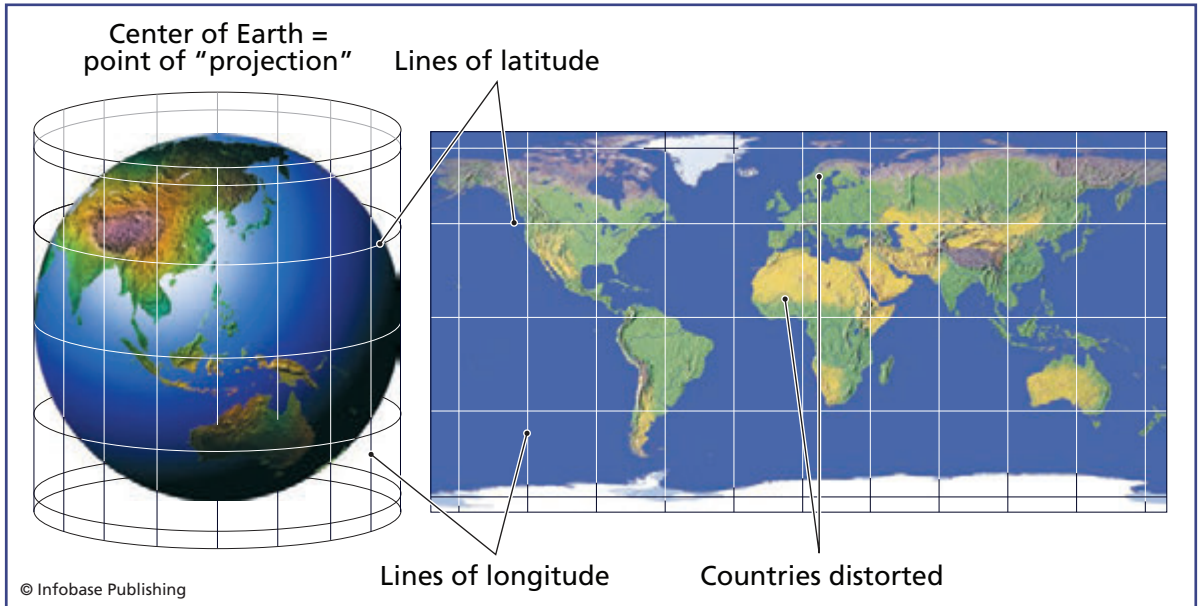 Center of Earth =
point of “projection”
Lines of latitude
Lines of longitude
Countries distorted
© Infobase Publishing